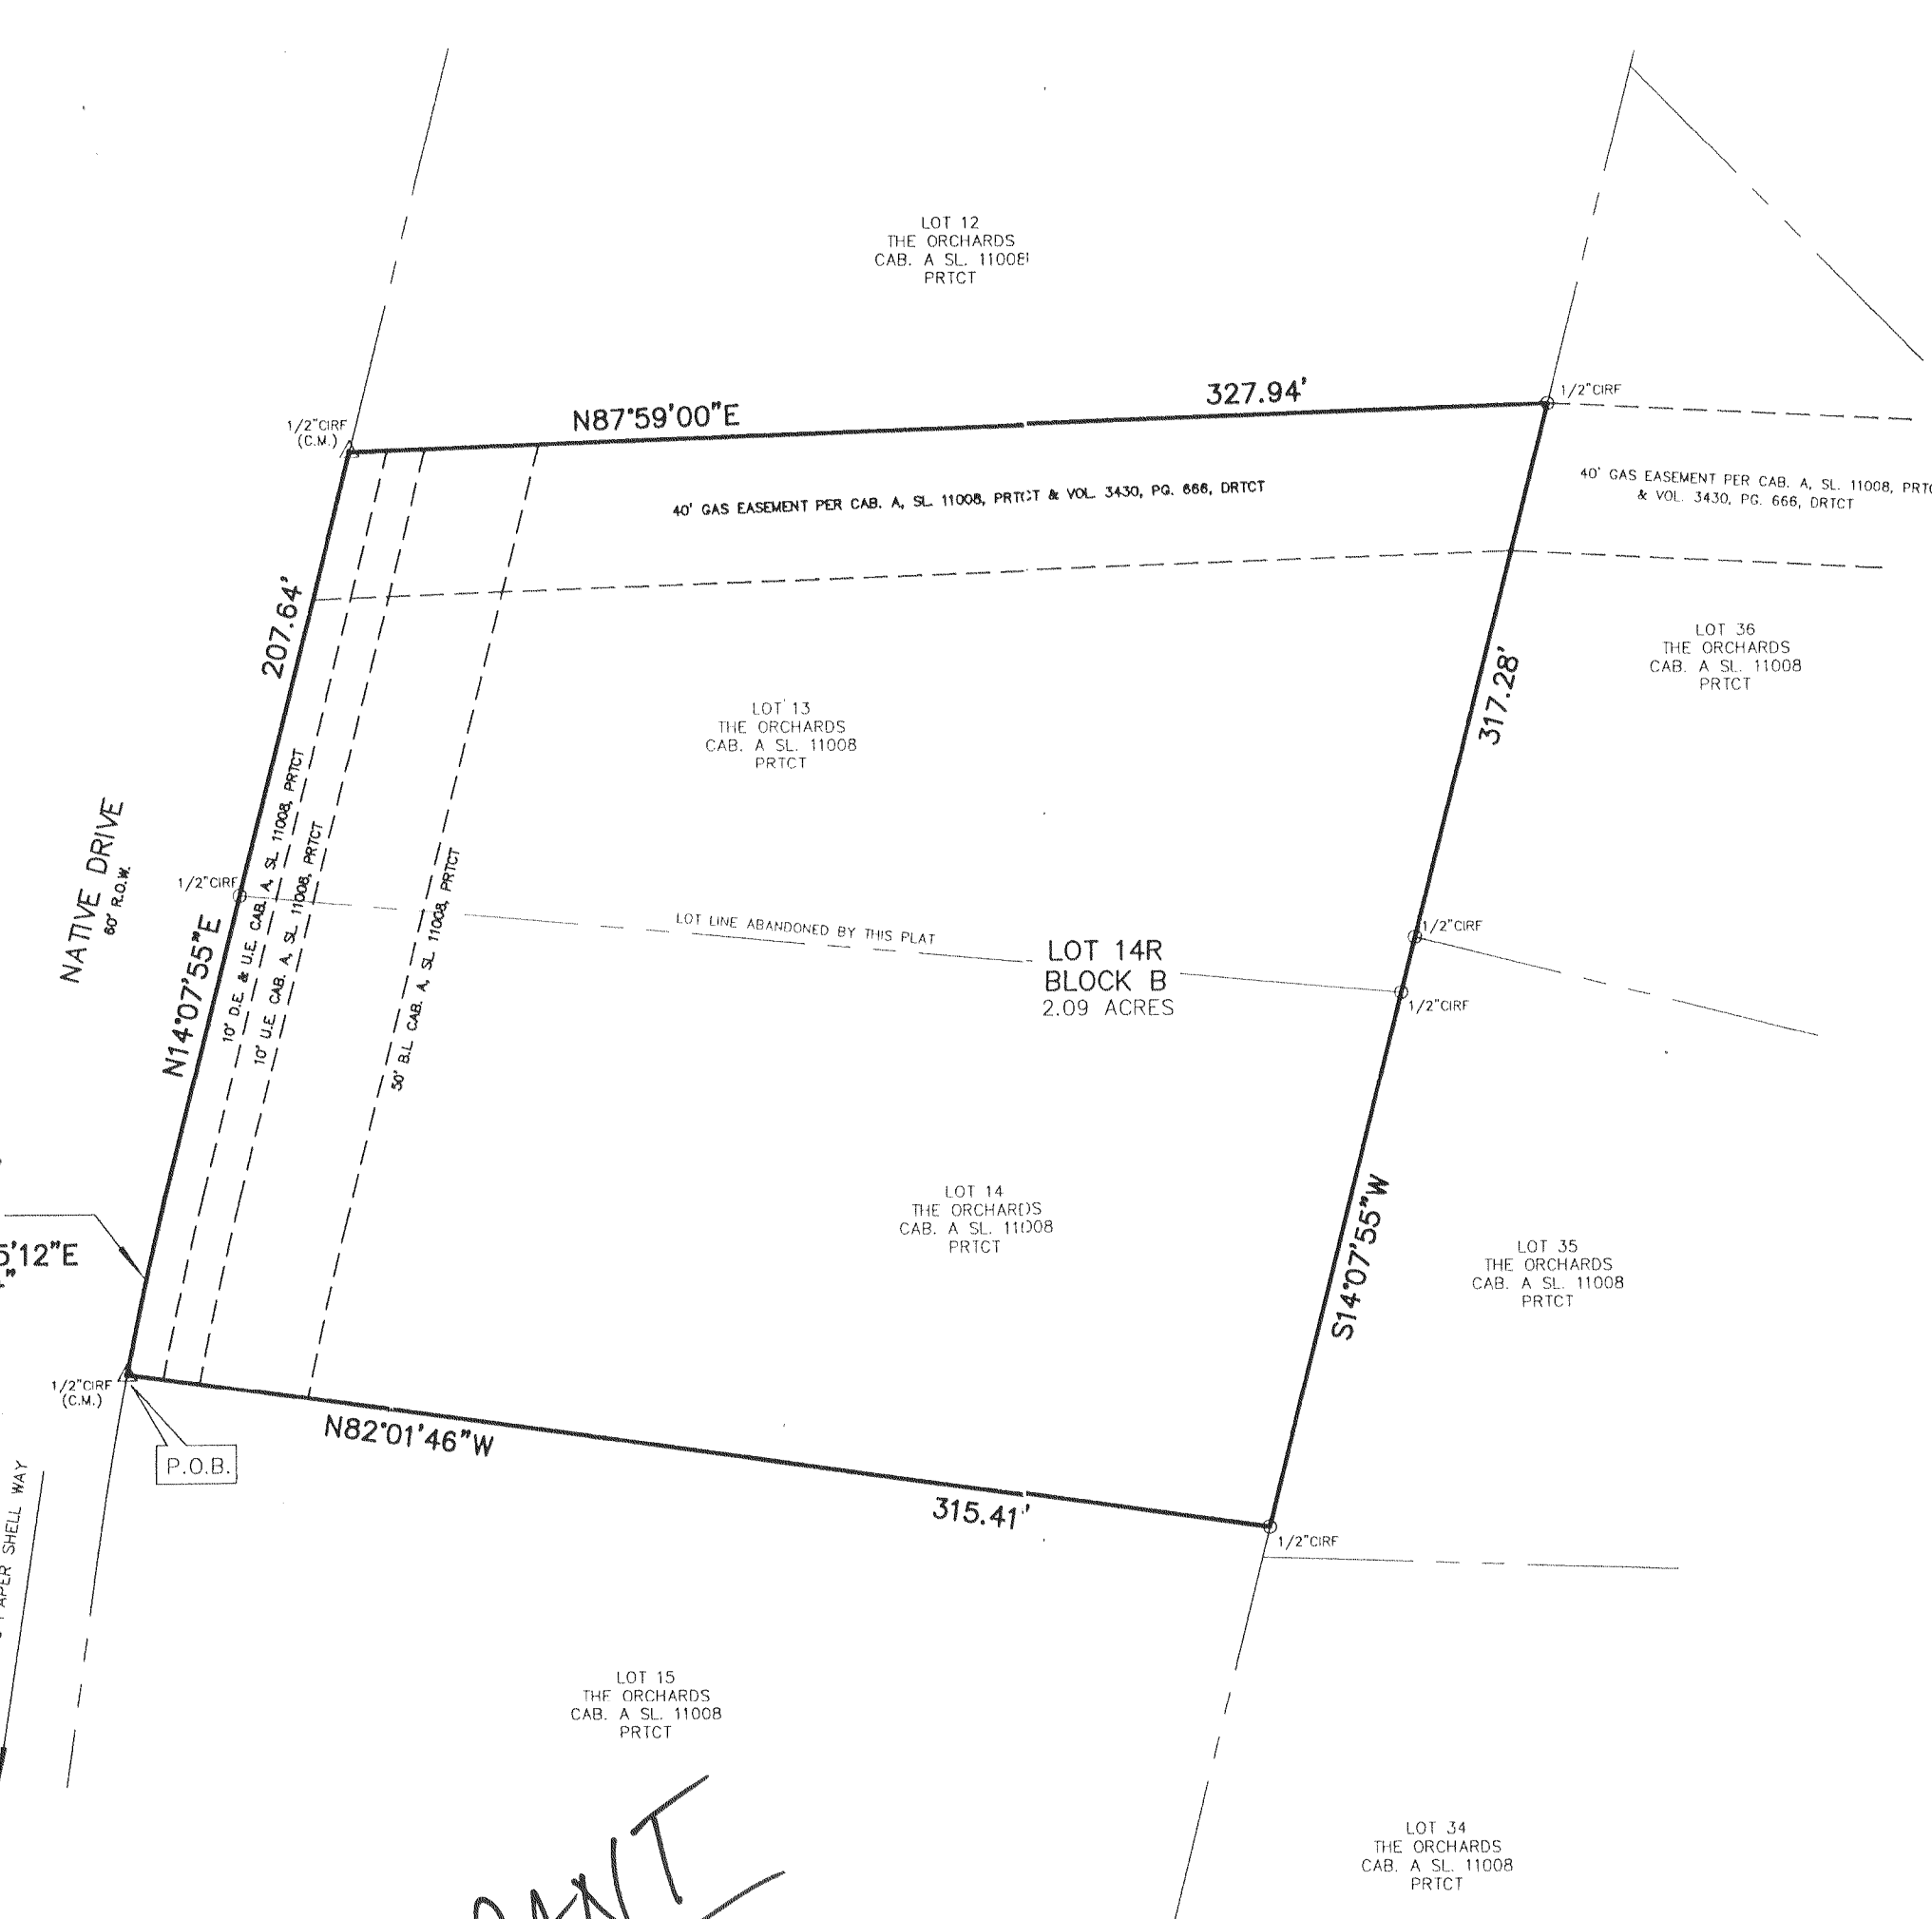 LOT 12
THE ORCHARDS
CAB. A SL. 11008
PRTCT
1/2"CIRF
(C.M.)
N87°59'00"E
327.94'
1/2"CIRF
40' GAS EASEMENT PER CAB. A, SL. 11008, PRTCT & VOL. 3430, PG. 666, DRTCT
40' GAS EASEMENT PER CAB. A, SL. 11008, PRTC
& VOL. 3430, PG. 666, DRTCT
207.64'
317.28'
LOT 36
THE ORCHARDS
CAB. A SL. 11008
PRTCT
LOT 13
THE ORCHARDS
CAB. A SL. 11008
PRTCT
NATIVE DRIVE
60' R.O.W.
1/2"CIRF
10' D.E. & U.E. CAB. A, SL. 11008, PRTCT
10' U.E. CAB. A, SL. 11008, PRTCT
50' B.L. CAB. A, SL. 11008, PRTCT
N14°07'55"E
LOT LINE ABANDONED BY THIS PLAT
LOT 14R
BLOCK B
2.09 ACRES
1/2"CIRF
1/2"CIRF
LOT 14
THE ORCHARDS
CAB. A SL. 11008
PRTCT
S14°07'55"W
LOT 35
THE ORCHARDS
CAB. A SL. 11008
PRTCT
5'12"E
1/2"CIRF
(C.M.)
P.O.B.
N82°01'46"W
315.41'
1/2"CIRF
PAPER SHELL WAY
LOT 15
THE ORCHARDS
CAB. A SL. 11008
PRTCT
LOT 34
THE ORCHARDS
CAB. A SL. 11008
PRTCT